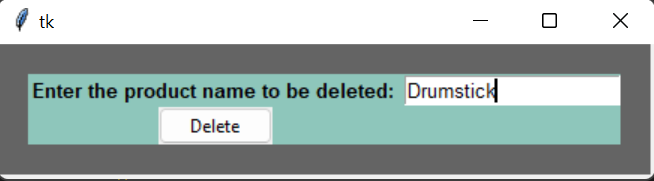 tk
Enter the product name to be deleted: Drumstick
Delete